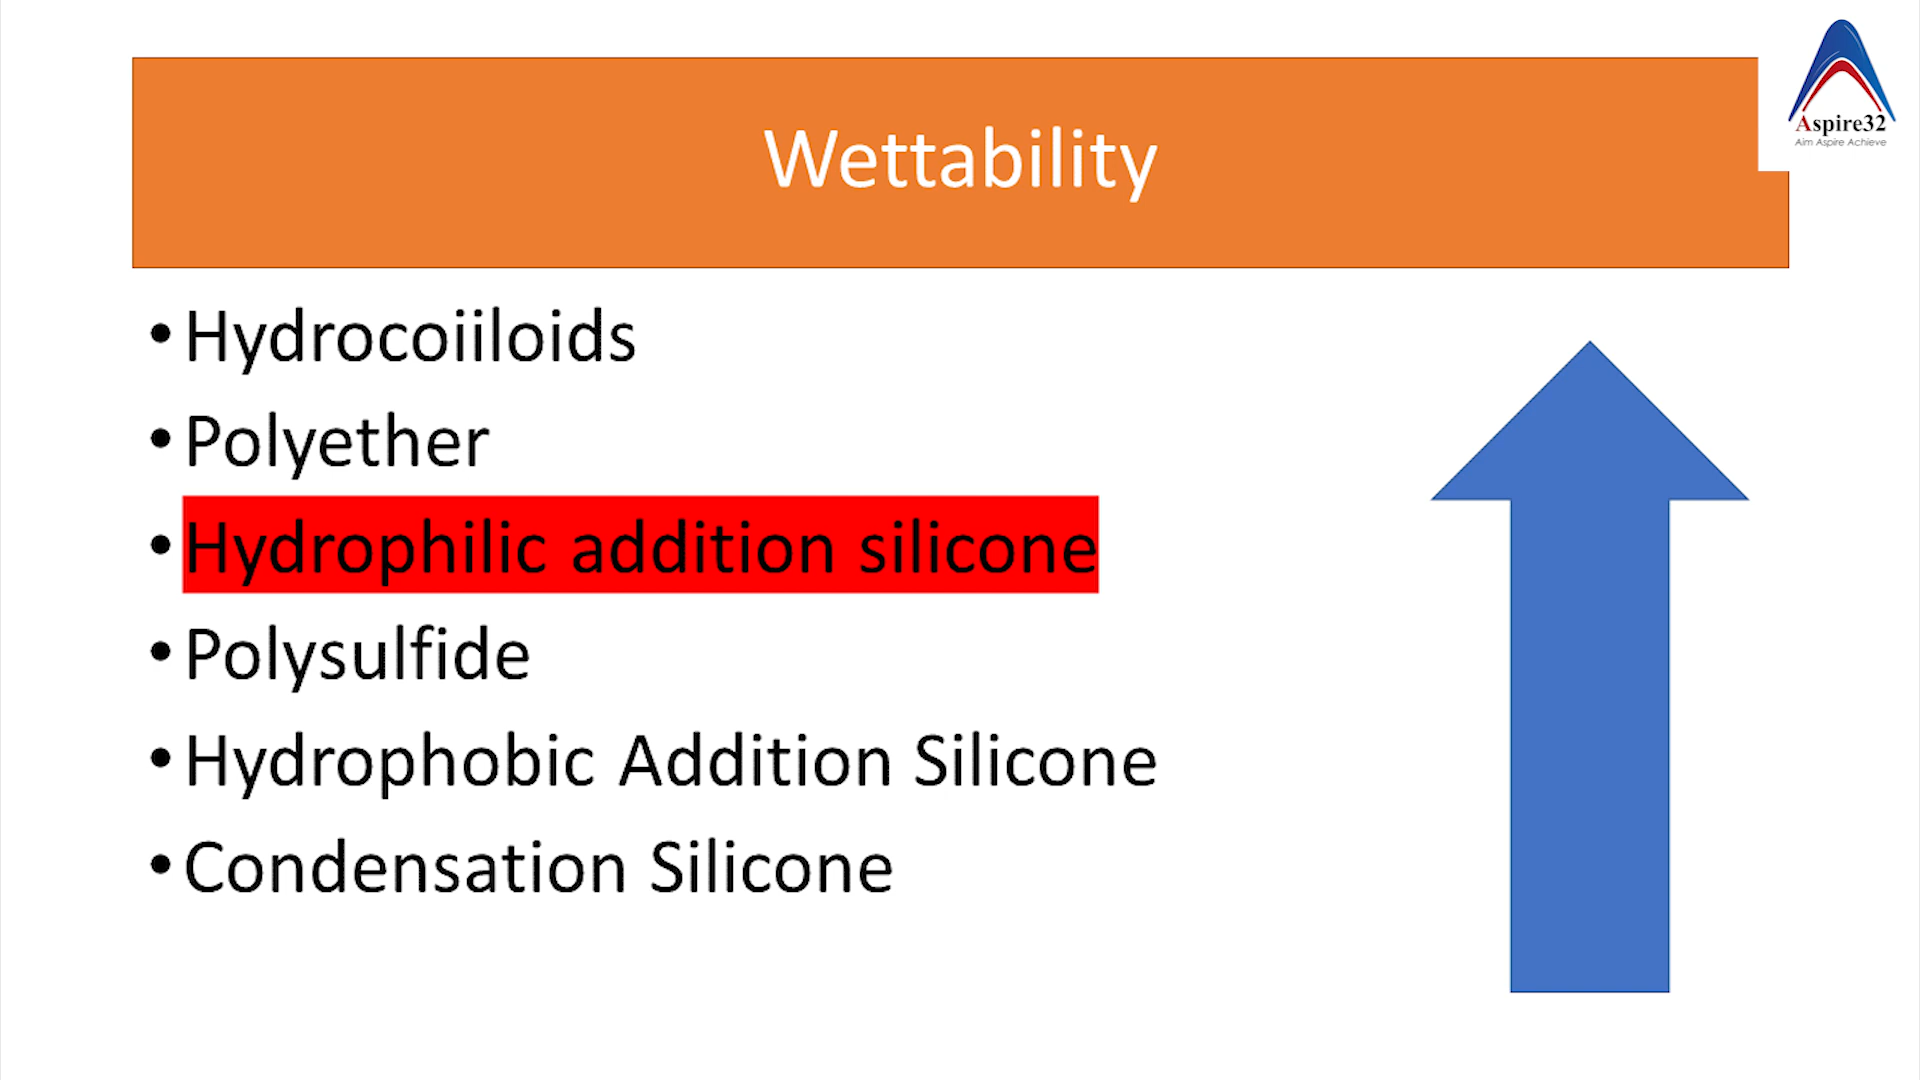 Wettability
Aspire32
Aim Aspire Achieve
•Hydrocoiiloids
•Polyether
•Hydrophilic addition silicone
•Polysulfide
•Hydrophobic Addition Silicone
•Condensation Silicone